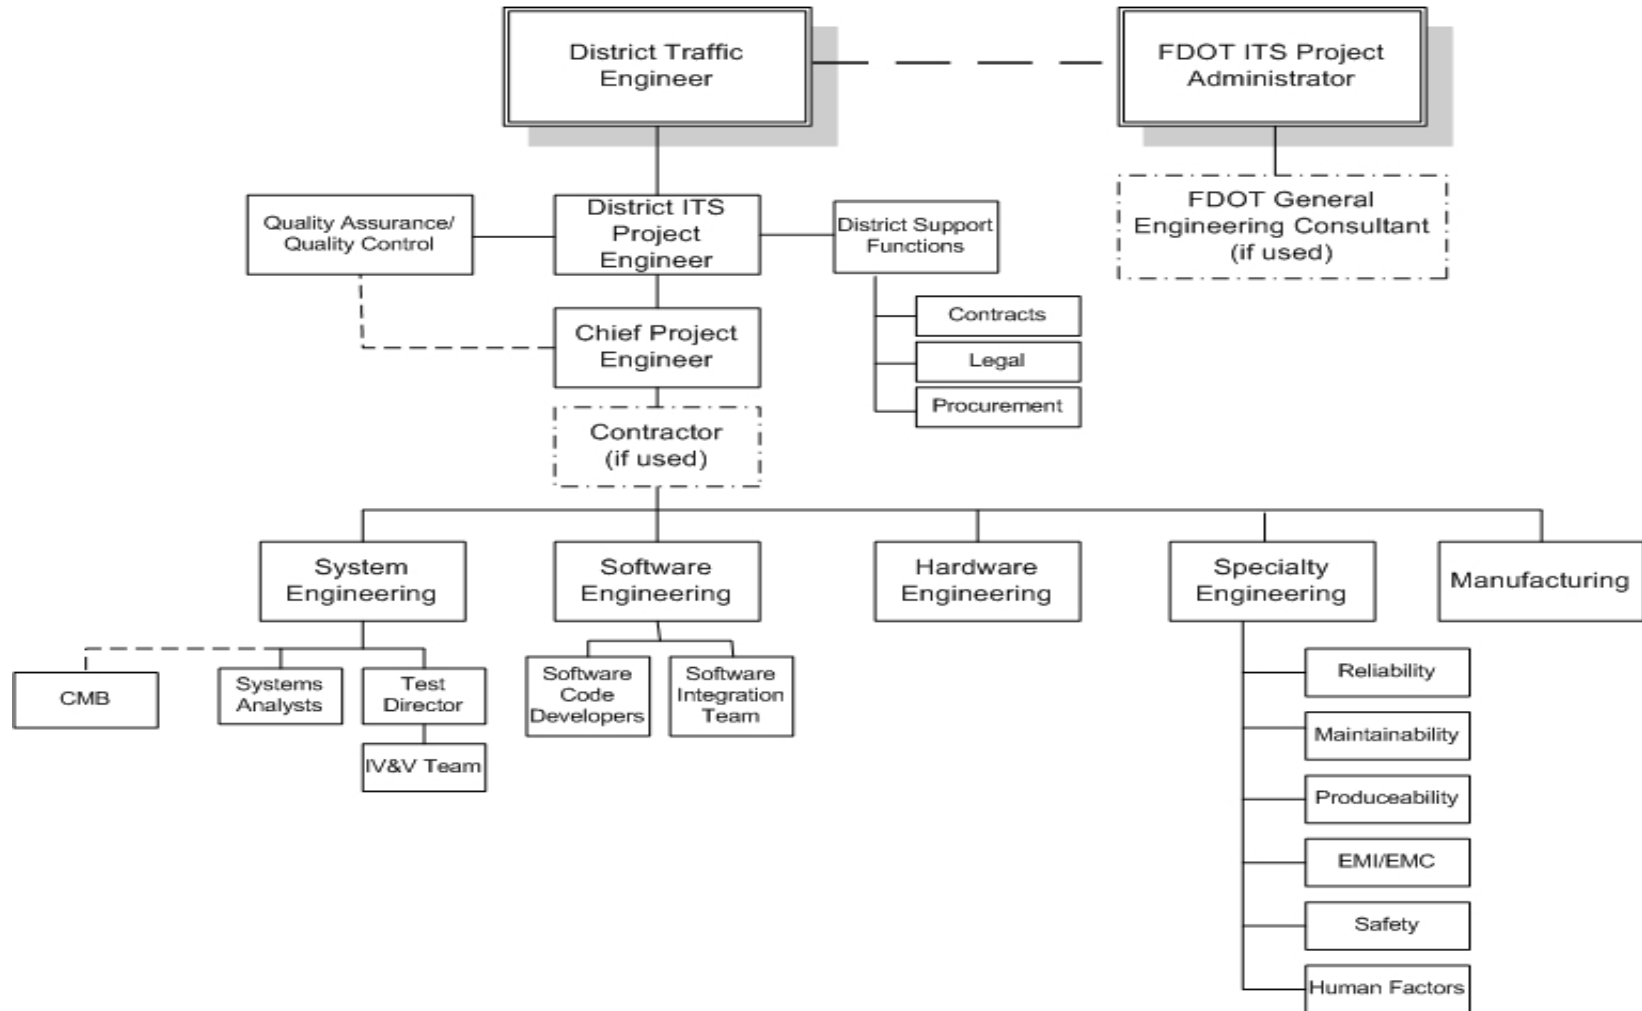 District Traffic
Engineer
FDOT ITS Project
Administrator
FDOT General
Engineering Consultant
(if used)
Quality Assurance/
Quality Control
District ITS
Project
Engineer
District Support
Functions
Contracts
Legal
Procurement
Chief Project
Engineer
Contractor
(if used)
System
Engineering
Software
Engineering
Hardware
Engineering
Specialty
Engineering
Manufacturing
CMB
Systems
Analysts
Test
Director
IV&V Team
Software
Code
Developers
Software
Integration
Team
Reliability
Maintainability
Produceability
EMI/EMC
Safety
Human Factors